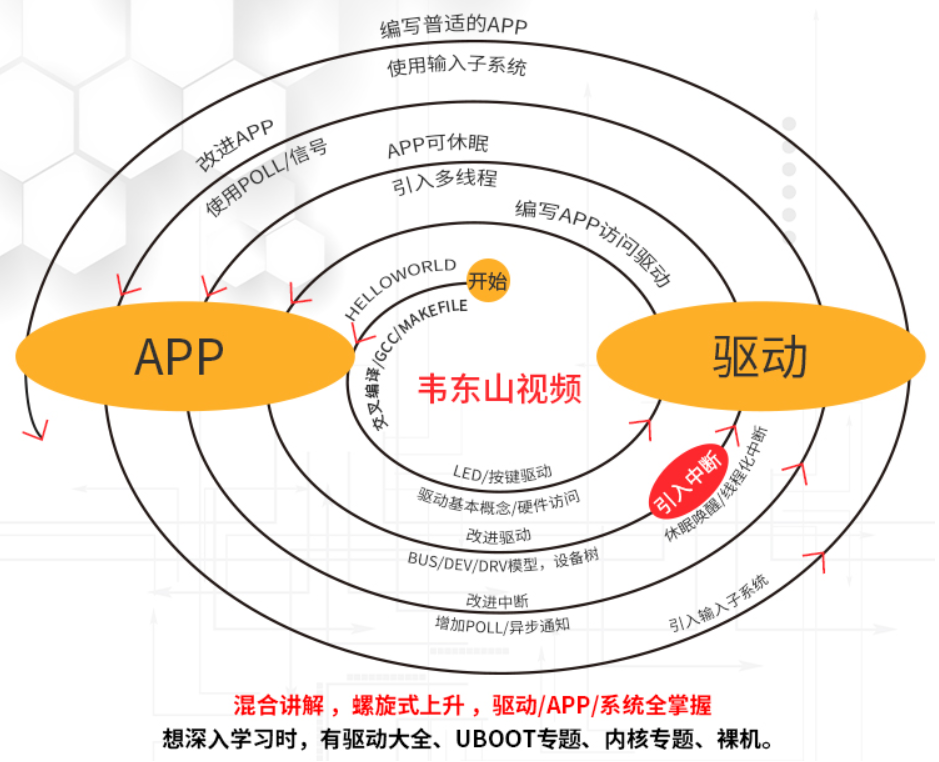 编写普适的APP
使用输入子系统
改进APP
使用POLL/信号
APP可休眠
引入多线程
编写APP访问驱动
HELLOWORLD
开始
交叉编译/GCC/MAKEFILE
APP
驱动
韦东山视频
LED/按键驱动
驱动基本概念/硬件访问
引入中断
休眠唤醒/线程化中断
改进驱动
BUS/DEV/DRV模型，设备树
改进中断
增加POLL/异步通知
引入输入子系统
混合讲解，螺旋式上升，驱动/APP/系统全掌握
想深入学习时，有驱动大全、UBOOT专题、内核专题、裸机。